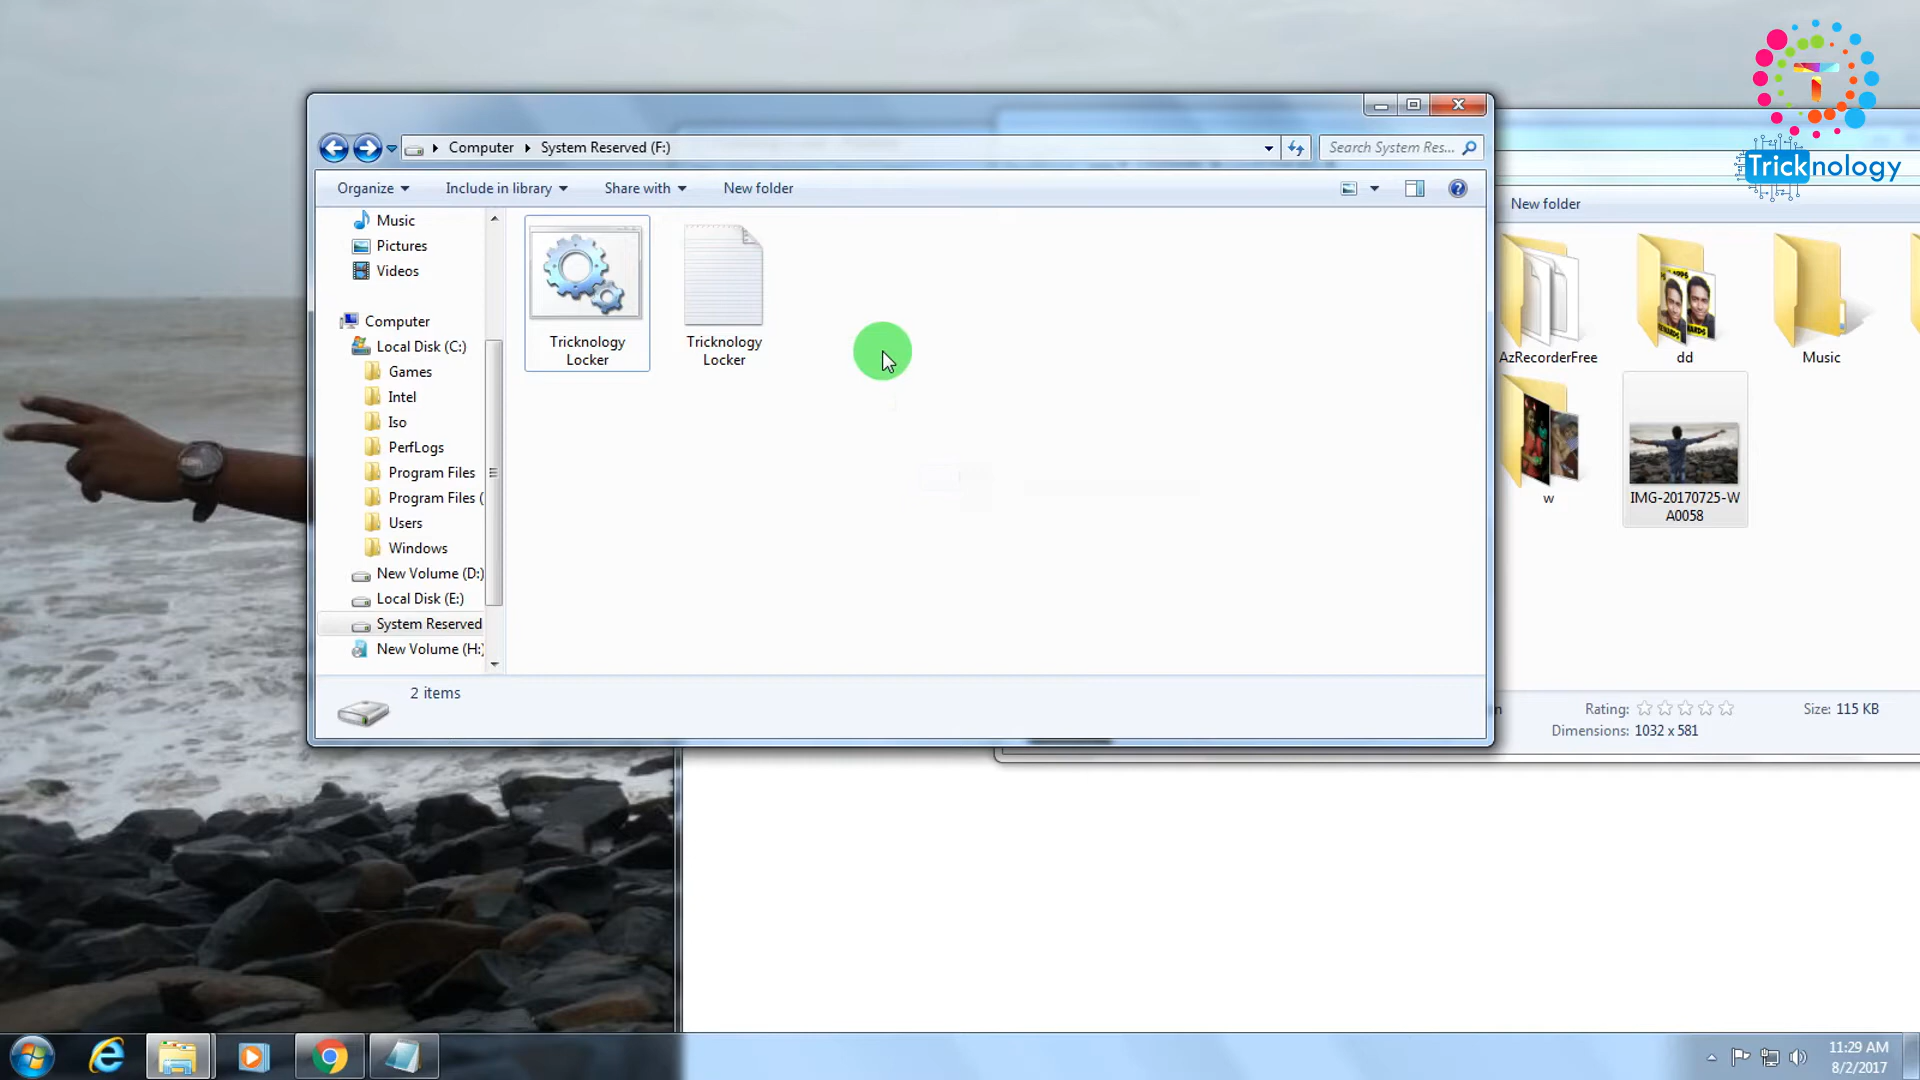 Tricknology
Computer
System Reserved (F:)
Search System Res...
Organize
Include in library
Share with
New folder
New folder
Music
Pictures
Videos
Computer
Local Disk (C:)
Games
Intel
Iso
PerfLogs
Program Files
Program Files (
Users
Windows
New Volume (D:)
Local Disk (E:)
System Reserved
New Volume (H:)
Tricknology
Locker
Tricknology
Locker
AzRecorderFree
dd
Music
w
IMG-20170725-W
A0058
2 items
Rating:
Size: 115 KB
Dimensions: 1032 x 581
11:29 AM
8/2/2017